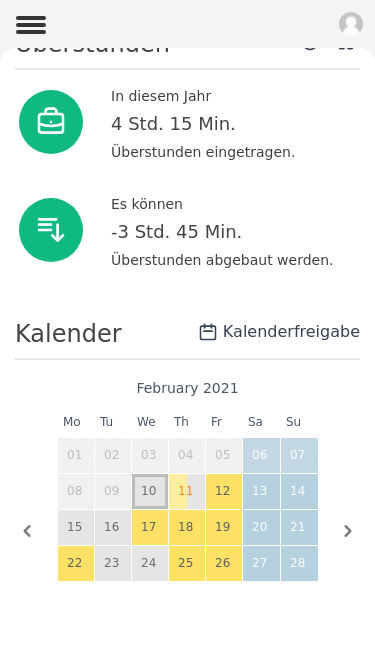 Überstunden
In diesem Jahr
4 Std. 15 Min.
Überstunden eingetragen.
Es können
-3 Std. 45 Min.
Überstunden abgebaut werden.
Kalender
Kalenderfreigabe
February 2021
Mo Tu We Th Fr Sa Su
01 02 03 04 05 06 07
08 09 10 11 12 13 14
15 16 17 18 19 20 21
22 23 24 25 26 27 28